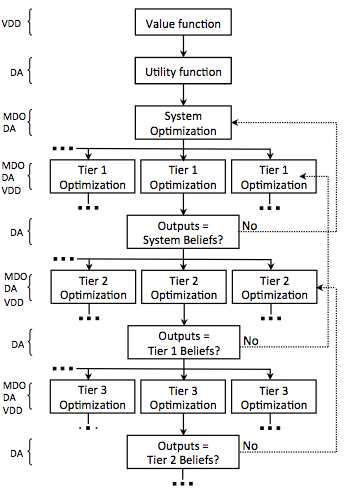 VDD
Value function
DA
Utility function
MDO
DA
System
Optimization
MDO
DA
VDD
Tier 1
Optimization
Tier 1
Optimization
Tier 1
Optimization
DA
Outputs =
System Beliefs?
No
MDO
DA
VDD
Tier 2
Optimization
Tier 2
Optimization
Tier 2
Optimization
DA
Outputs =
Tier 1 Beliefs?
No
MDO
DA
VDD
Tier 3
Optimization
Tier 3
Optimization
Tier 3
Optimization
DA
Outputs =
Tier 2 Beliefs?
No